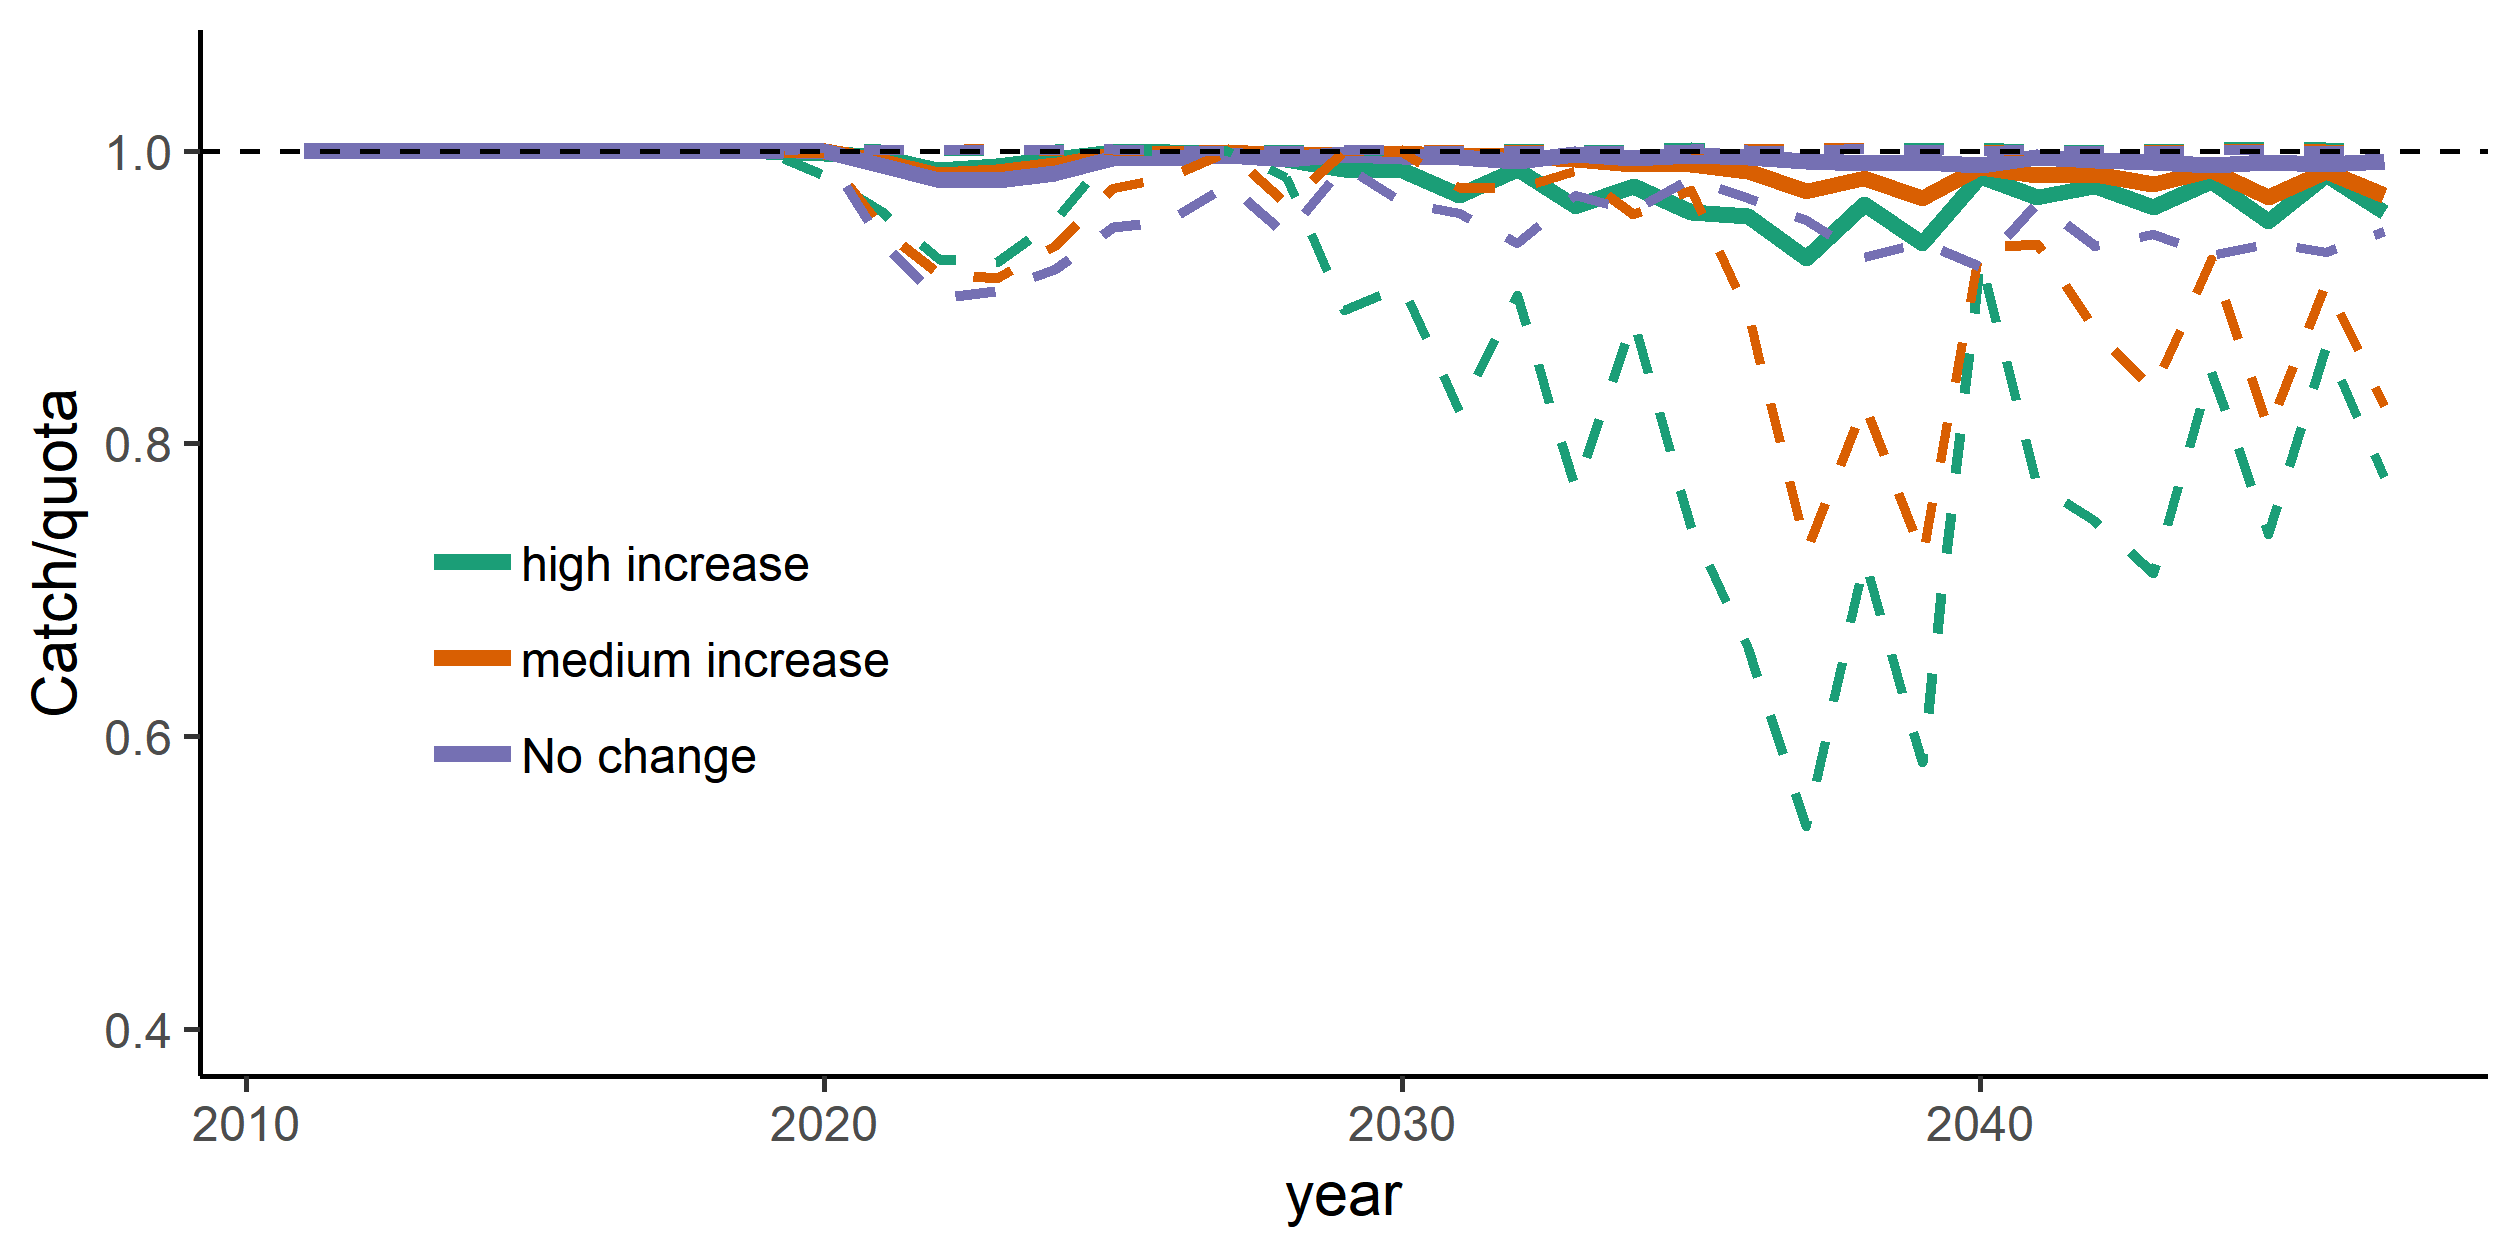 Catch/quota
1.0
0.8
0.6
0.4
high increase
medium increase
No change
2010 2020 2030 2040
year